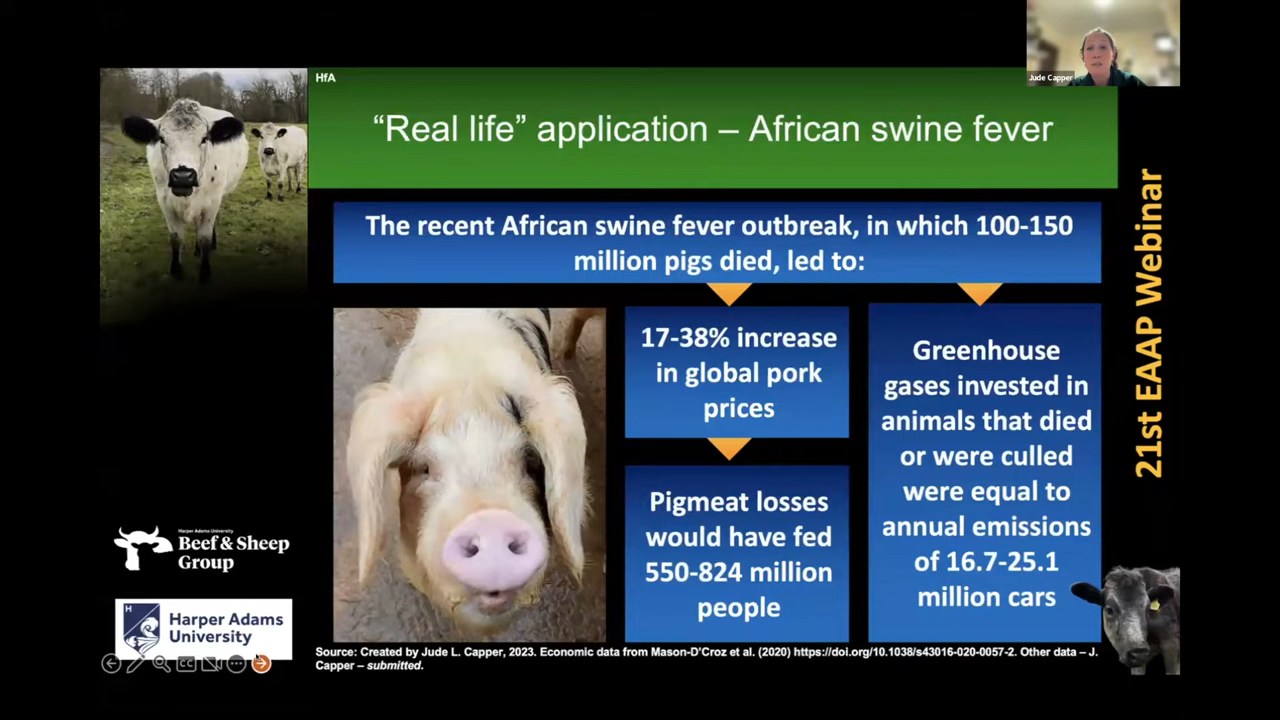 HfA
Jude Capper
“Real life” application – African swine fever
The recent African swine fever outbreak, in which 100-150
million pigs died, led to:
17-38% increase
in global pork
prices
Pigmeat losses
would have fed
550-824 million
people
Greenhouse
gases invested in
animals that died
or were culled
were equal to
annual emissions
of 16.7-25.1
million cars
21st EAAP Webinar
Harper Adams University
Beef & Sheep
Group
H
Harper Adams
University
CC
Source: Created by Jude L. Capper, 2023. Economic data from Mason-D'Croz et al. (2020) https://doi.org/10.1038/s43016-020-0057-2. Other data – J.
Capper – submitted.